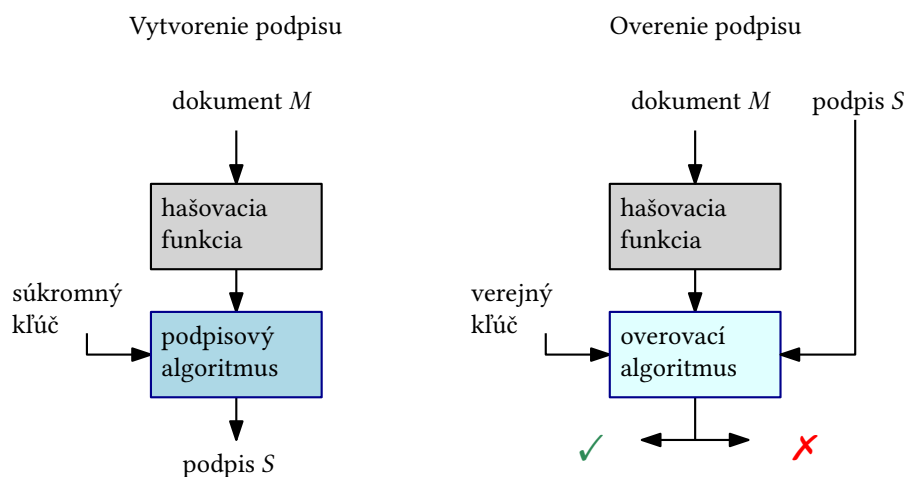 Vytvorenie podpisu
dokument M
hašovacia
funkcia
súkromný
kľúč
podpisový
algoritmus
podpis S
Overenie podpisu
dokument M
podpis S
hašovacia
funkcia
verejný
kľúč
overovací
algoritmus
✓
✗